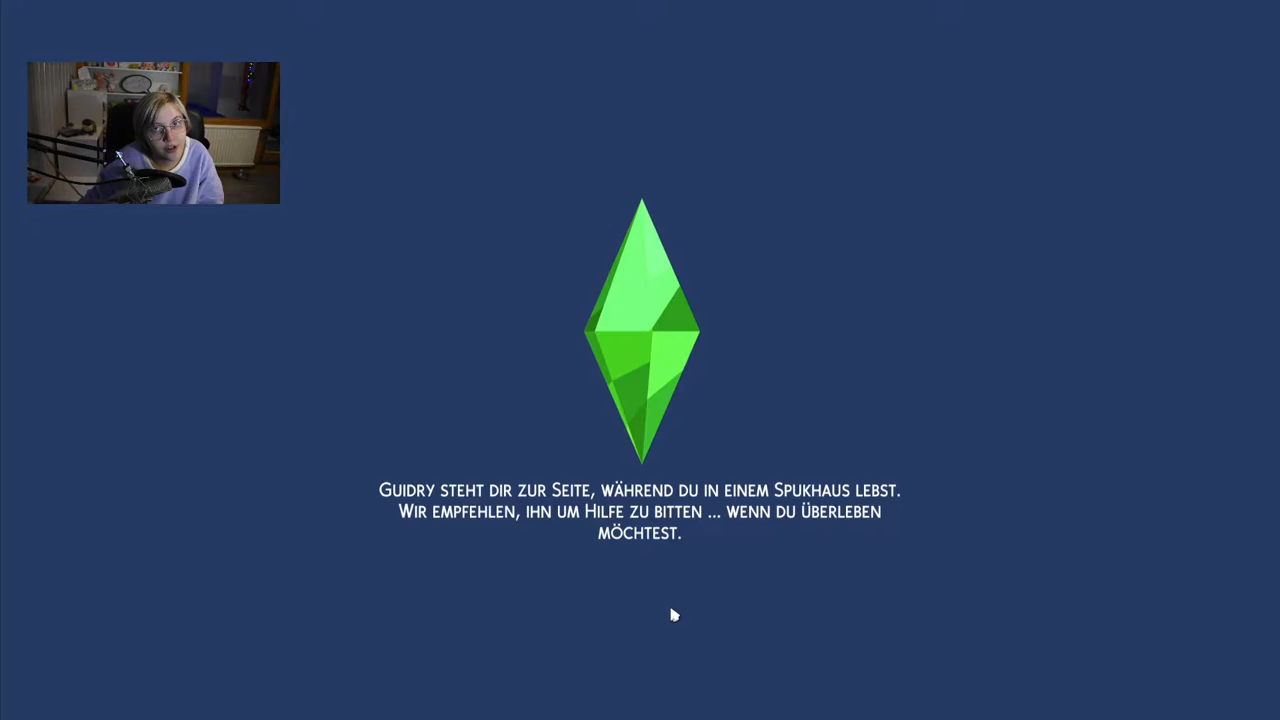 Guidry steht dir zur Seite, während du in einem Spukhaus lebst.
Wir empfehlen, ihn um Hilfe zu bitten ... wenn du überleben
möchtest.